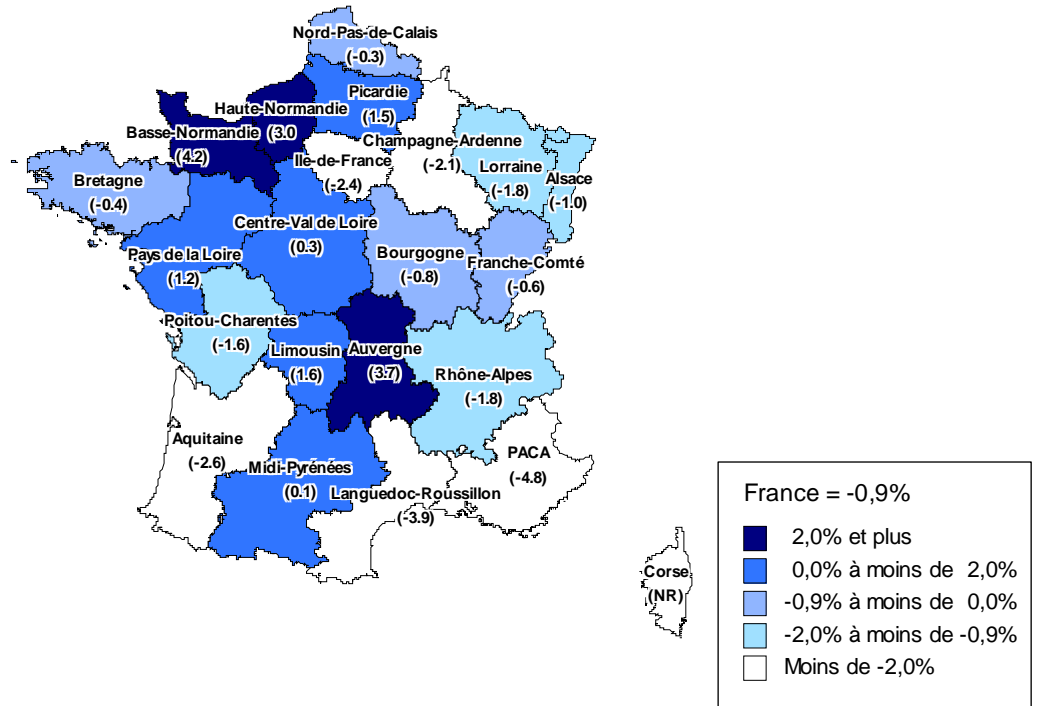 Nord-Pas-de-Calais
(-0.3)
Picardie
(1.5)
Haute-Normandie
(3.0
Basse-Normandie
(4.2)
Champagne-Ardenne
(-2.1)
Ile-de-France
(-2.4)
Lorraine
(-1.8)
Alsace
(-1.0)
Bretagne
(-0.4)
Centre-Val de Loire
(0.3)
Pays de la Loire
(1.2)
Bourgogne
(-0.8)
Franche-Comté
(-0.6)
Poitou-Charentes
(-1.6)
Limousin
(1.6)
Auvergne
(3.7)
Rhône-Alpes
(-1.8)
Aquitaine
(-2.6)
Midi-Pyrénées
(0.1)
Languedoc-Roussillon
(-3.9)
PACA
(-4.8)
Corse
(NR)
France = -0,9%
2,0% et plus
0,0% à moins de 2,0%
-0,9% à moins de 0,0%
-2,0% à moins de -0,9%
Moins de -2,0%